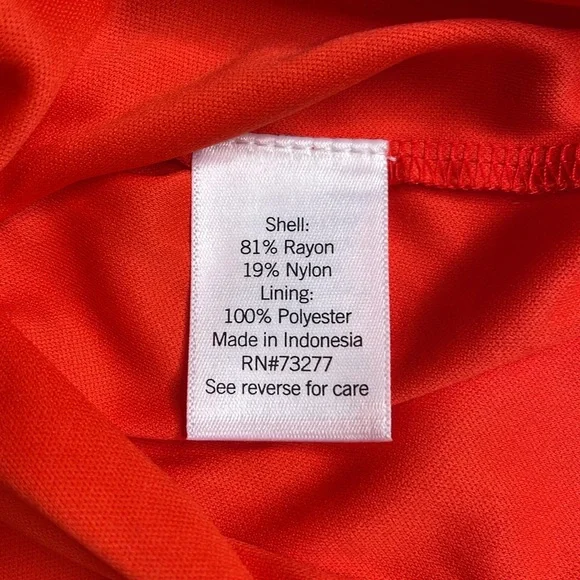 Shell:
81% Rayon
19% Nylon
Lining:
100% Polyester
Made in Indonesia
RN#73277
See reverse for care